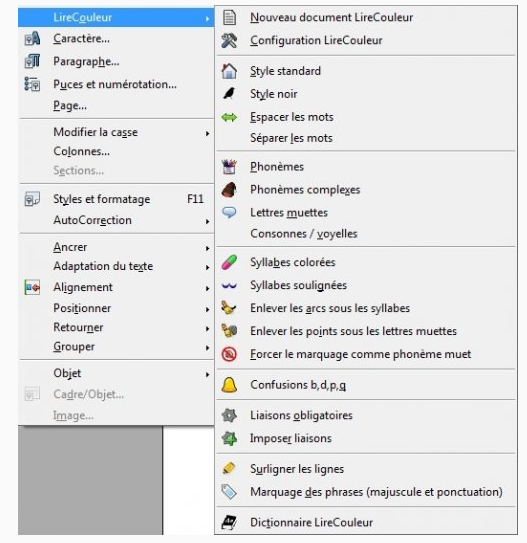 LireCouleur
Caractère...
Paragraphe...
Puces et numérotation...
Page...
Modifier la casse
Colonnes...
Sections...
Styles et formatage F11
AutoCorrection
Ancrer
Adaptation du texte
Alignement
Positionner
Retourner
Grouper
Objet
Cadre/Objet...
Image...
Nouveau document LireCouleur
Configuration LireCouleur
Style standard
Style noir
Espacer les mots
Séparer les mots
Phonèmes
Phonèmes complexes
Lettres muettes
Consonnes / voyelles
Syllabes colorées
Syllabes soulignées
Enlever les arcs sous les syllabes
Enlever les points sous les lettres muettes
Forcer le marquage comme phonème muet
Confusions b,d,p,q
Liaisons obligatoires
Imposer liaisons
Surligner les lignes
Marquage des phrases (majuscule et ponctuation)
Dictionnaire LireCouleur